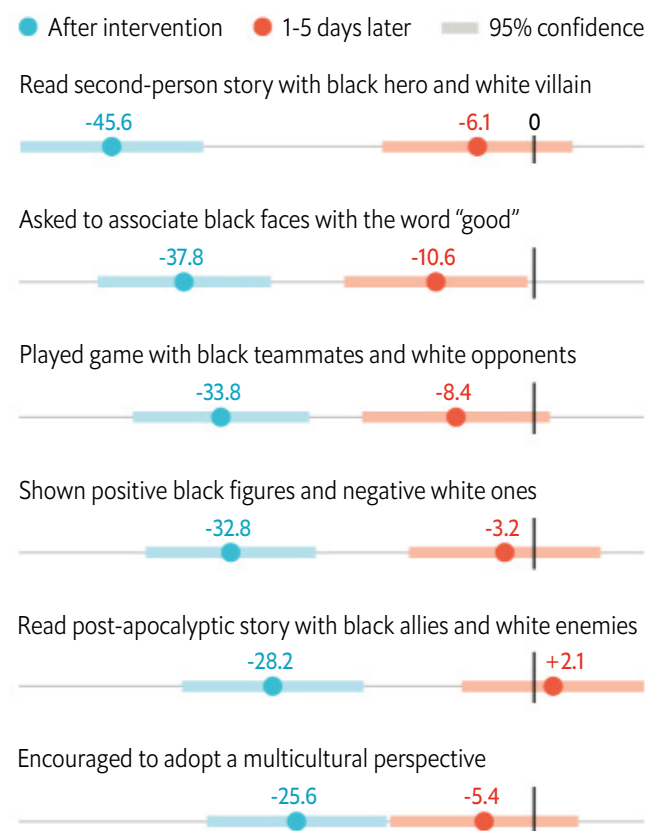 After intervention 1-5 days later 95% confidence
Read second-person story with black hero and white villain
-45.6 -6.1 0
Asked to associate black faces with the word “good”
-37.8 -10.6
Played game with black teammates and white opponents
-33.8 -8.4
Shown positive black figures and negative white ones
-32.8 -3.2
Read post-apocalyptic story with black allies and white enemies
-28.2 +2.1
Encouraged to adopt a multicultural perspective
-25.6 -5.4